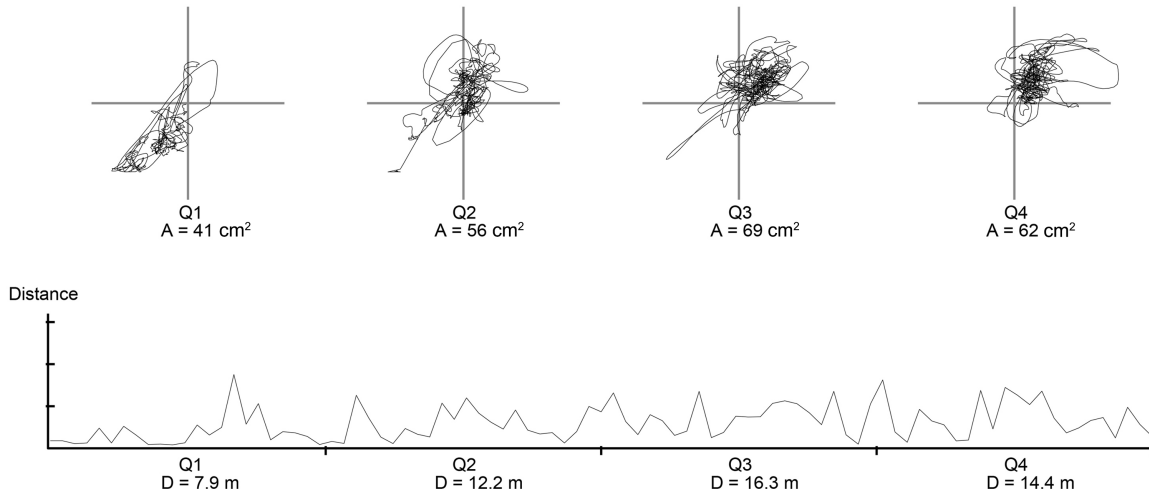 Q1 Q2 Q3 Q4
A = 41 cm² A = 56 cm² A = 69 cm² A = 62 cm²
Distance
Q1 Q2 Q3 Q4
D = 7.9 m D = 12.2 m D = 16.3 m D = 14.4 m